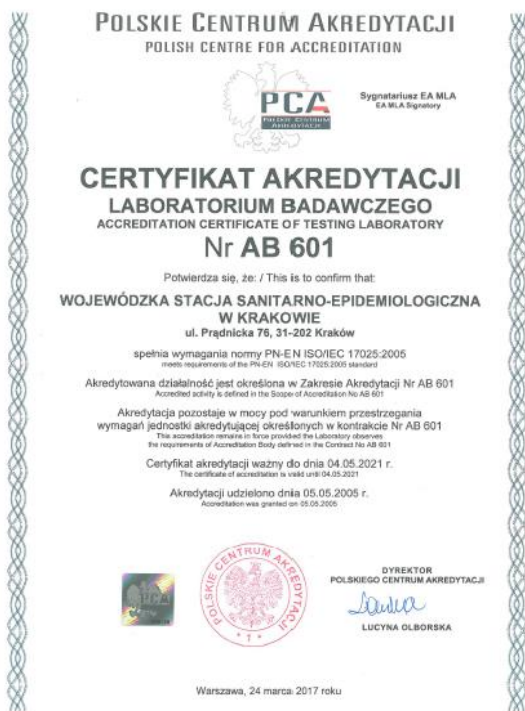 POLSKIE CENTRUM AKREDYTACJI
POLISH CENTRE FOR ACCREDITATION
PCA
POLSKIE CENTRUM
AKREDYTACJI
Sygnatariusz EA MLA
EA MLA Signatory
CERTYFIKAT AKREDYTACJI
LABORATORIUM BADAWCZEGO
ACCREDITATION CERTIFICATE OF TESTING LABORATORY
Nr AB 601
Potwierdza się, że: / This is to confirm that:
WOJEWÓDZKA STACJA SANITARNO-EPIDEMIOLOGICZNA
W KRAKOWIE
ul. Prądnicka 76, 31-202 Kraków
spełnia wymagania normy PN-EN ISO/IEC 17025:2005
meets requirements of the PN-EN ISO/IEC 17025:2005 standard
Akredytowana działalność jest określona w Zakresie Akredytacji Nr AB 601
Accredited activity is defined in the Scope of Accreditation No AB 601
Akredytacja pozostaje w mocy pod warunkiem przestrzegania
wymagań jednostki akredytującej określonych w kontrakcie Nr AB 601
This accreditation remains in force provided the Laboratory observes
the requirements of Accreditation Body defined in the Contract No AB 601
Certyfikat akredytacji ważny do dnia 04.05.2021 r.
The certificate of accreditation is valid until 04.05.2021
Akredytacji udzielono dnia 05.05.2005 r.
Accreditation was granted on 05.05.2005
PCA
POLSKIE CENTRUM AKREDYTACJI
* 1 *
DYREKTOR
POLSKIEGO CENTRUM AKREDYTACJI
LUCYNA OLBORSKA
Warszawa, 24 marca 2017 roku